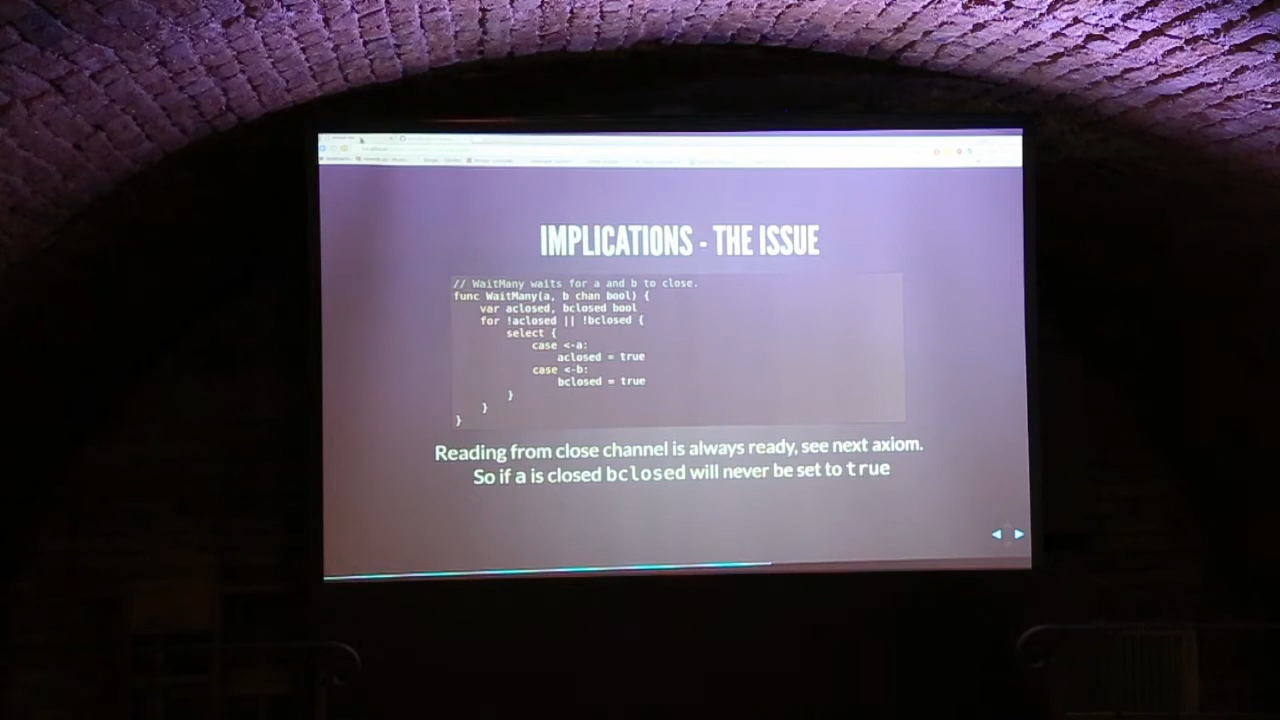 IMPLICATIONS - THE ISSUE
// WaitMany waits for a and b to close.
func WaitMany(a, b chan bool) {
    var aclosed, bclosed bool
    for !aclosed || !bclosed {
        select {
            case <-a:
                aclosed = true
            case <-b:
                bclosed = true
        }
    }
}
Reading from close channel is always ready, see next axiom.
So if a is closed bclosed will never be set to true